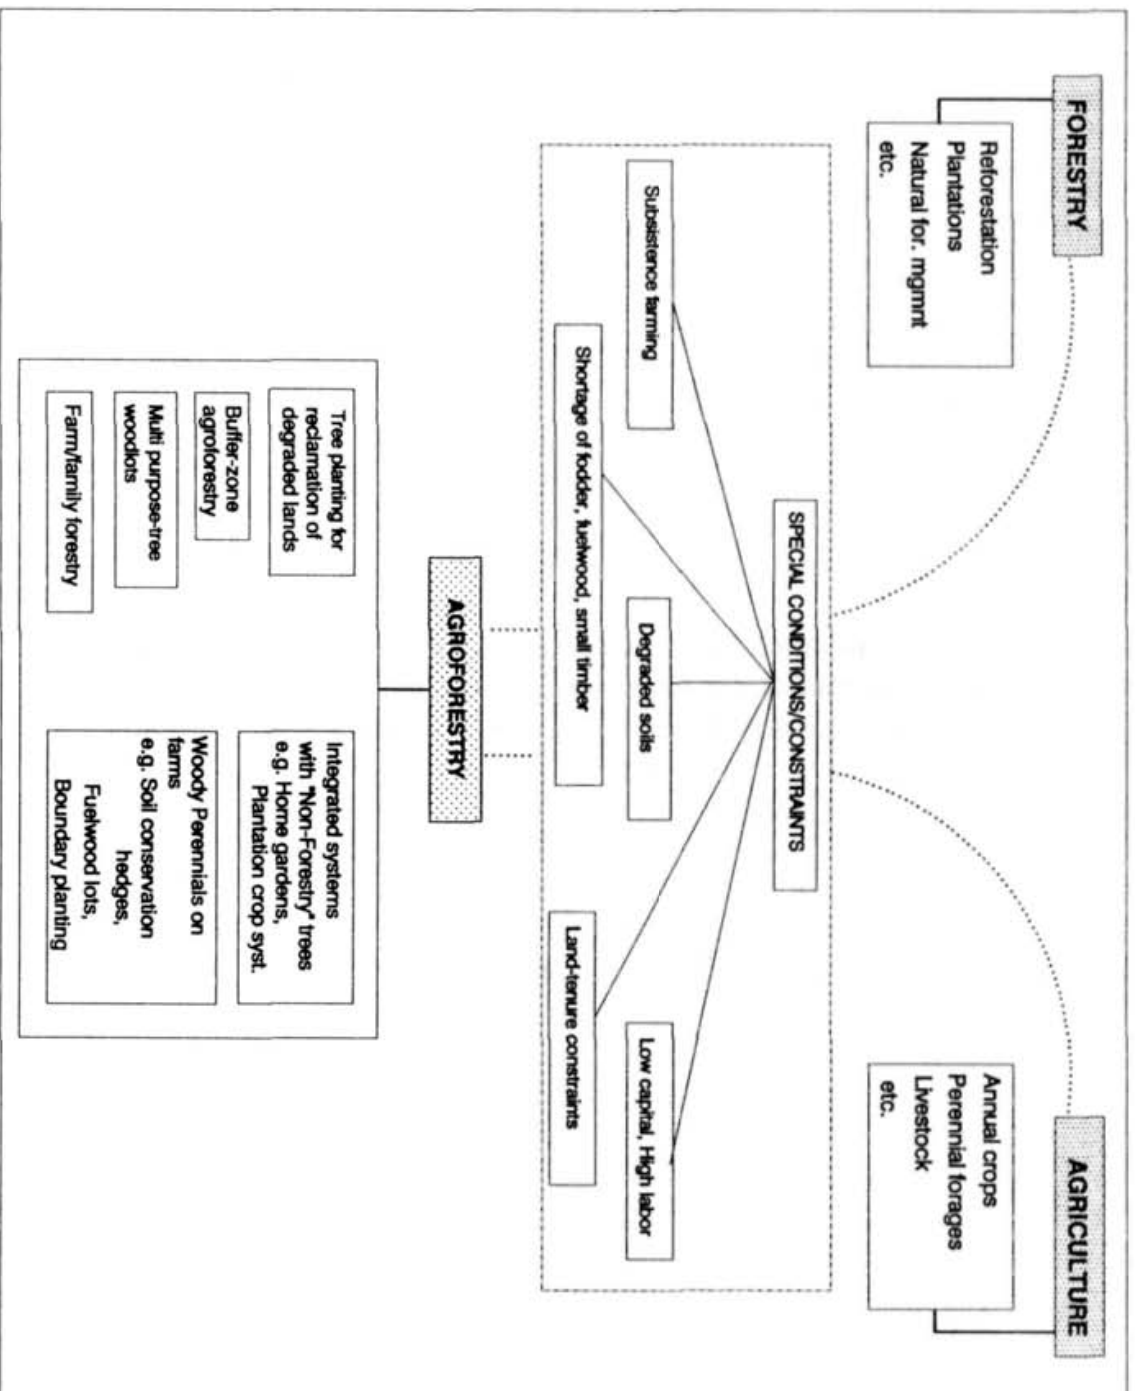 FORESTRY
Reforestation
Plantations
Natural for. mgmnt
etc.
AGRICULTURE
Annual crops
Perennial forages
Livestock
etc.
SPECIAL CONDITIONS/CONSTRAINTS
Subsistence farming
Degraded soils
Low capital, High labor
Shortage of fodder, fuelwood, small timber
Land-tenure constraints
AGROFORESTRY
Tree planting for
reclamation of
degraded lands
Buffer-zone
agroforestry
Multi purpose-tree
woodlots
Farm/family forestry
Integrated systems
with "Non-Forestry" trees
e.g. Home gardens,
Plantation crop syst.
Woody Perennials on
farms
e.g. Soil conservation
hedges,
Fuelwood lots,
Boundary planting